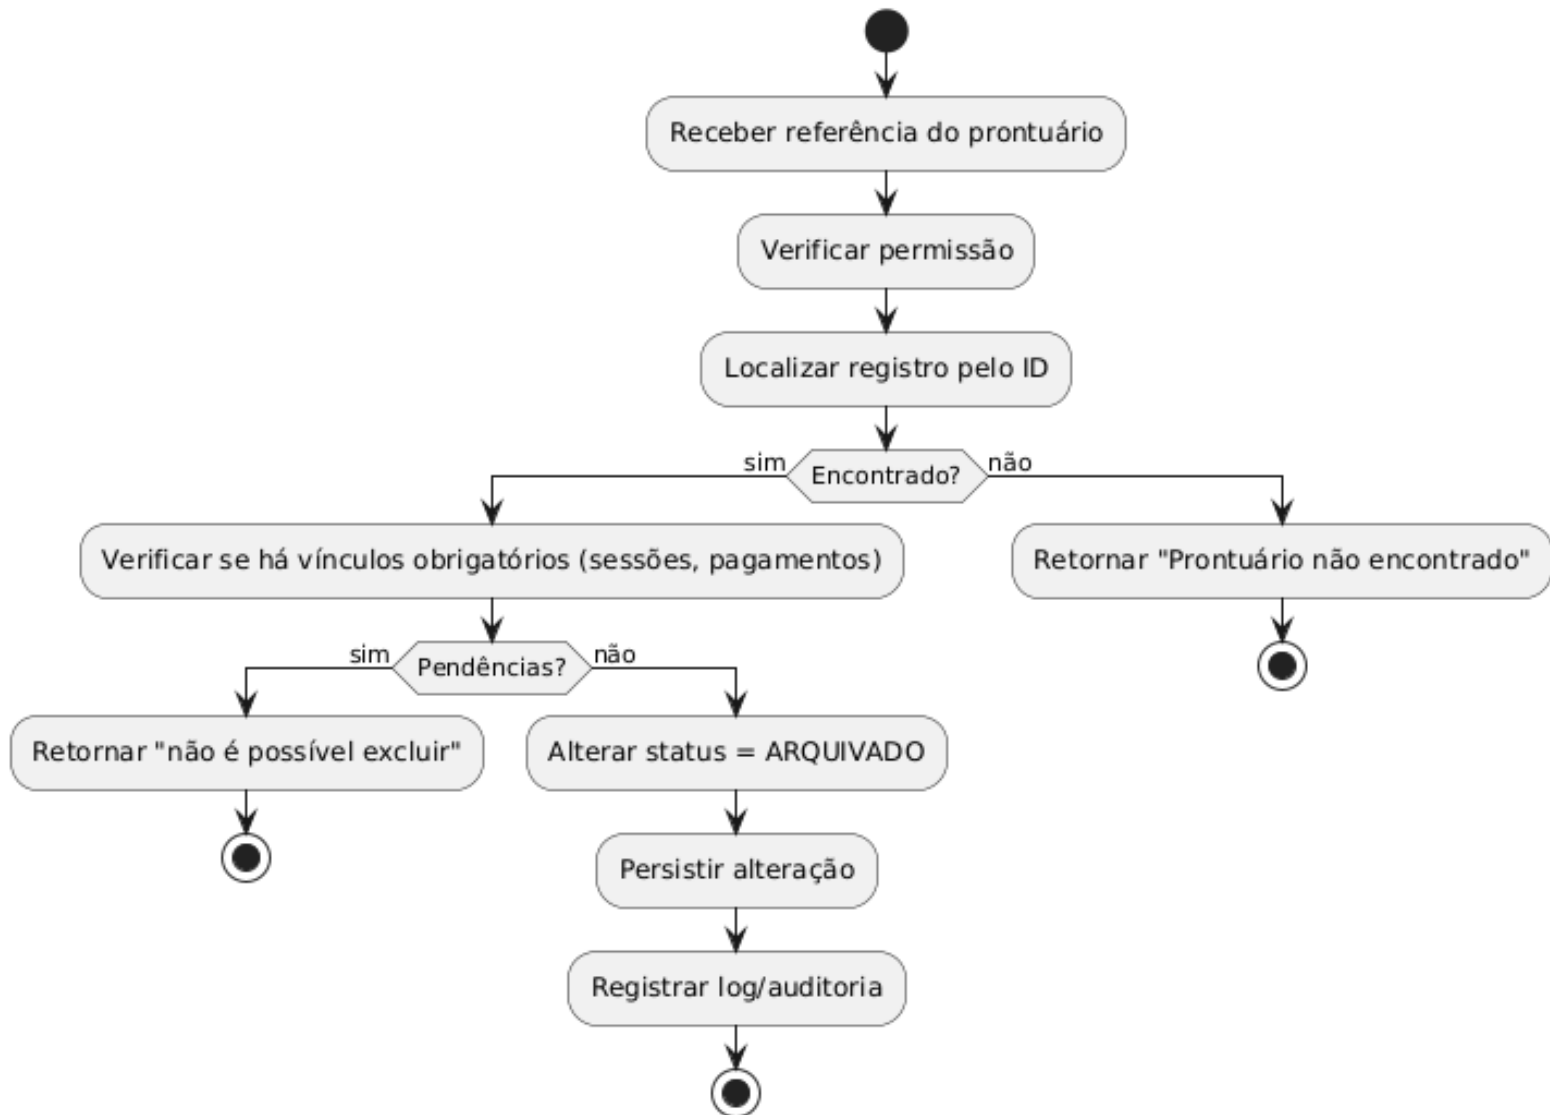 Receber referência do prontuário
Verificar permissão
Localizar registro pelo ID
sim
Encontrado?
não
Verificar se há vínculos obrigatórios (sessões, pagamentos)
Retornar "Prontuário não encontrado"
sim
Pendências?
não
Retornar "não é possível excluir"
Alterar status = ARQUIVADO
Persistir alteração
Registrar log/auditoria